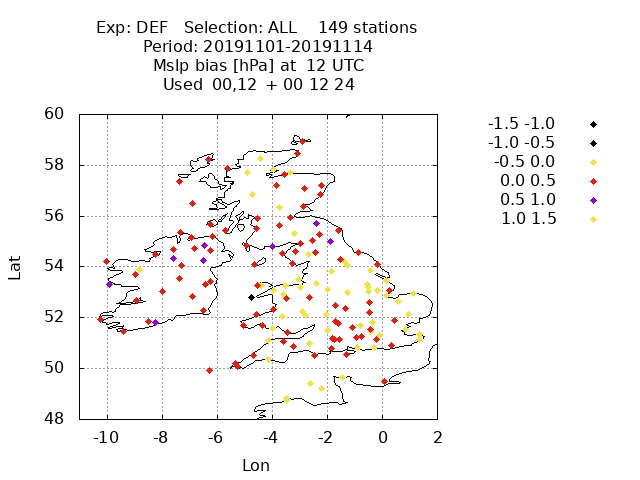 Exp: DEF Selection: ALL 149 stations
Period: 20191101-20191114
Mslp bias [hPa] at 12 UTC
Used 00,12 + 00 12 24
-1.5 -1.0
-1.0 -0.5
-0.5 0.0
0.0 0.5
0.5 1.0
1.0 1.5
60
58
56
54
52
50
48
Lat
-10 -8 -6 -4 -2 0 2
Lon